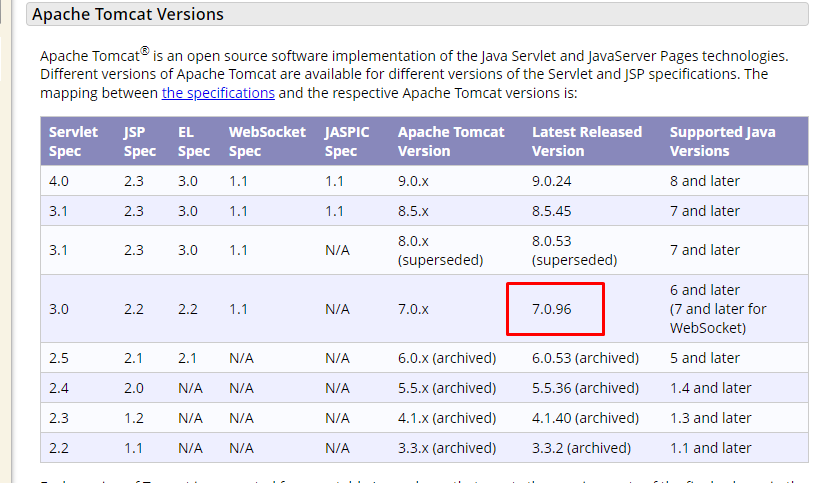 Apache Tomcat Versions
Apache Tomcat® is an open source software implementation of the Java Servlet and JavaServer Pages technologies.
Different versions of Apache Tomcat are available for different versions of the Servlet and JSP specifications. The
mapping between the specifications and the respective Apache Tomcat versions is:
Servlet Spec JSP Spec EL Spec WebSocket Spec JASPIC Spec Apache Tomcat Version Latest Released Version Supported Java Versions
4.0 2.3 3.0 1.1 1.1 9.0.x 9.0.24 8 and later
3.1 2.3 3.0 1.1 1.1 8.5.x 8.5.45 7 and later
3.1 2.3 3.0 1.1 N/A 8.0.x (superseded) 8.0.53 (superseded) 7 and later
3.0 2.2 2.2 1.1 N/A 7.0.x 7.0.96 6 and later (7 and later for WebSocket)
2.5 2.1 2.1 N/A N/A 6.0.x (archived) 6.0.53 (archived) 5 and later
2.4 2.0 N/A N/A N/A 5.5.x (archived) 5.5.36 (archived) 1.4 and later
2.3 1.2 N/A N/A N/A 4.1.x (archived) 4.1.40 (archived) 1.3 and later
2.2 1.1 N/A N/A N/A 3.3.x (archived) 3.3.2 (archived) 1.1 and later